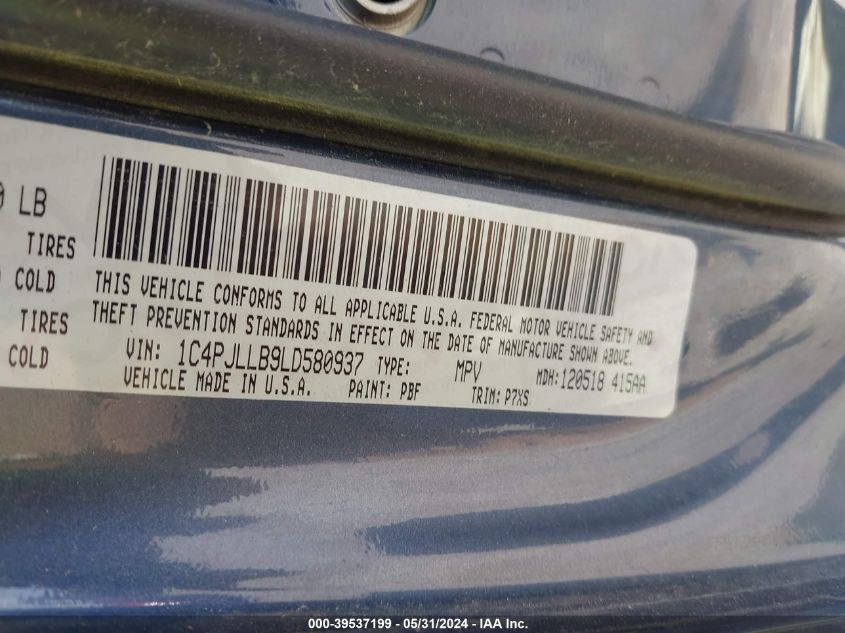 LB
TIRES
COLD
TIRES
COLD
THIS VEHICLE CONFORMS TO ALL APPLICABLE U.S.A. FEDERAL MOTOR VEHICLE SAFETY AND
THEFT PREVENTION STANDARDS IN EFFECT ON THE DATE OF MANUFACTURE SHOWN ABOVE.
VIN: 1C4PJLLB9LD580937 TYPE: MPV MDH:120518 415AA
VEHICLE MADE IN U.S.A. PAINT: PBF TRIM: P7XS
000-39537199 - 05/31/2024 - IAA Inc.